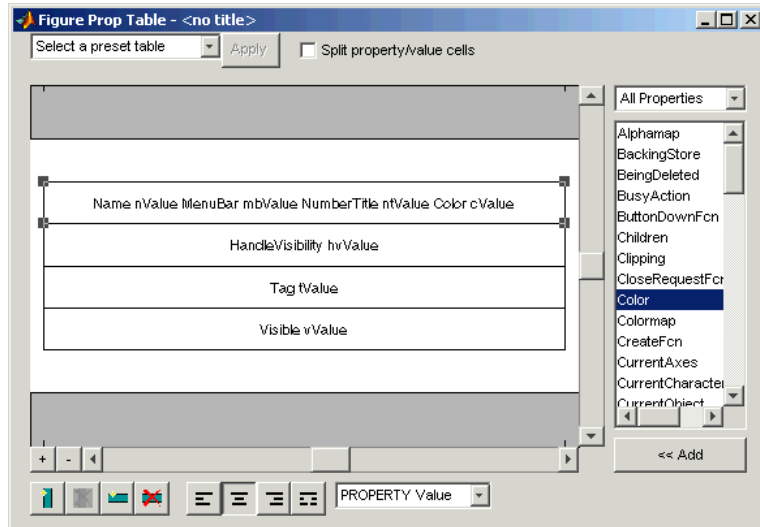 Figure Prop Table - <no title>
Select a preset table
Apply
Split property/value cells
All Properties
Alphamap
BackingStore
BeingDeleted
BusyAction
ButtonDownFcn
Children
Clipping
CloseRequestFcn
Color
Colormap
CreateFcn
CurrentAxes
CurrentCharacter
CurrentObject
Name nValue MenuBar mbValue NumberTitle ntValue Color cValue
HandleVisibility hvValue
Tag tValue
Visible vValue
+ -
<< Add
PROPERTY Value